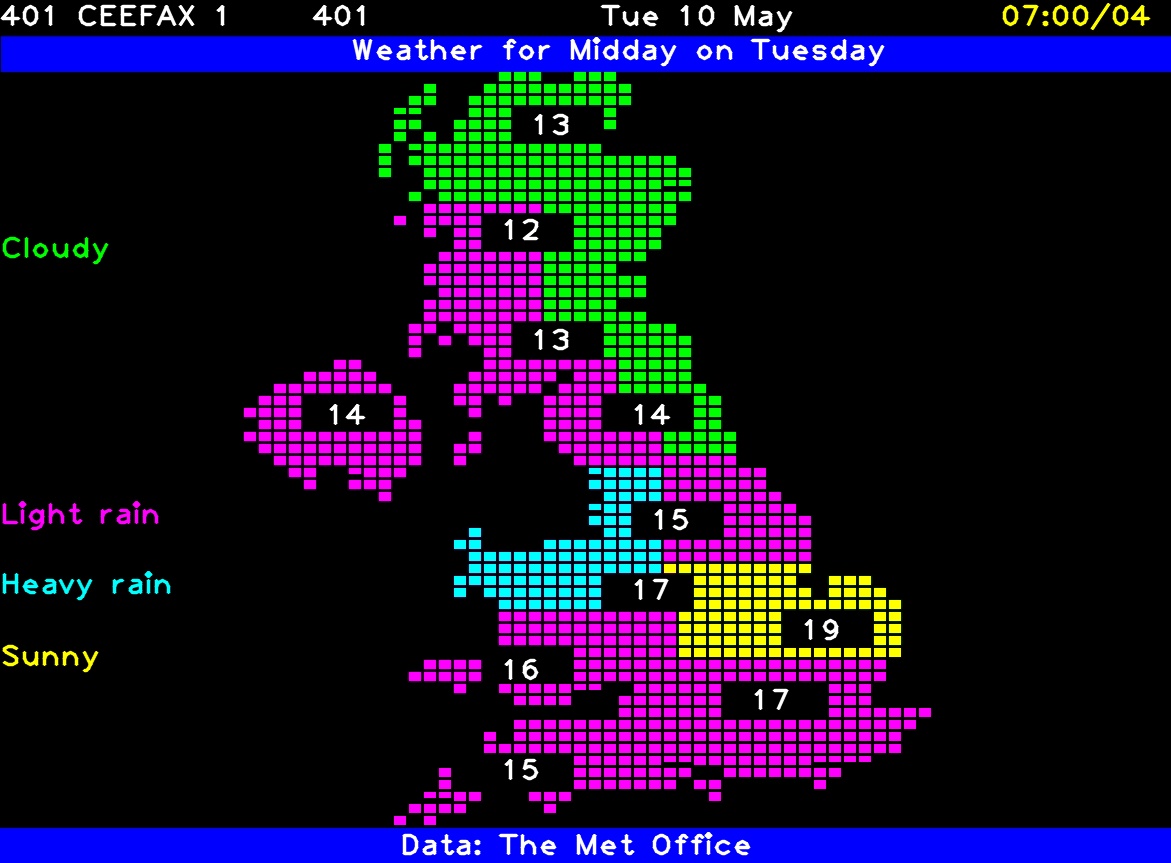 401 CEEFAX 1 401 Tue 10 May 07:00/04
Weather for Midday on Tuesday
13
12
Cloudy
13
14 14
Light rain
15
Heavy rain
17
19
Sunny
16
17
15
Data: The Met Office